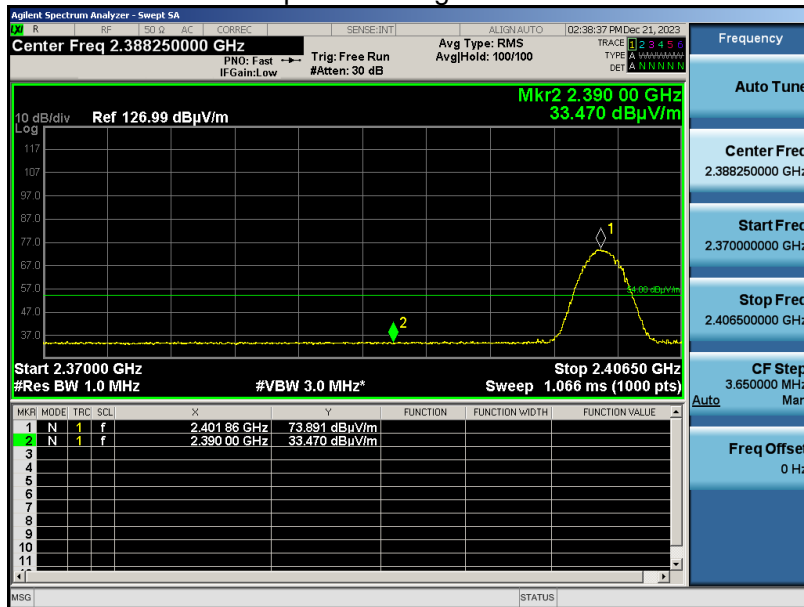 Agilent Spectrum Analyzer - Swept SA
LXI R RF 50 Ω AC CORREC SENSE:INT ALIGN AUTO 02:38:37 PM Dec 21, 2023
Center Freq 2.388250000 GHz
PNO: Fast
IFGain:Low
Trig: Free Run
#Atten: 30 dB
Avg Type: RMS
Avg|Hold: 100/100
TRACE 1 2 3 4 5 6
TYPE A WWWWW
DET A N N N N N
Mkr2 2.390 00 GHz
33.470 dBµV/m
10 dB/div Ref 126.99 dBµV/m
Log
117
107
97.0
87.0
77.0
67.0
57.0
47.0
37.0
1
2
54.00 dBµV/m
Start 2.37000 GHz Stop 2.40650 GHz
#Res BW 1.0 MHz #VBW 3.0 MHz* Sweep 1.066 ms (1000 pts)
MKR MODE TRC SCL X Y FUNCTION FUNCTION WIDTH FUNCTION VALUE
1 N 1 f 2.401 86 GHz 73.891 dBµV/m
2 N 1 f 2.390 00 GHz 33.470 dBµV/m
3
4
5
6
7
8
9
10
11
MSG STATUS
Frequency
Auto Tune
Center Freq
2.388250000 GHz
Start Freq
2.370000000 GHz
Stop Freq
2.406500000 GHz
CF Step
3.650000 MHz
Auto Man
Freq Offset
0 Hz